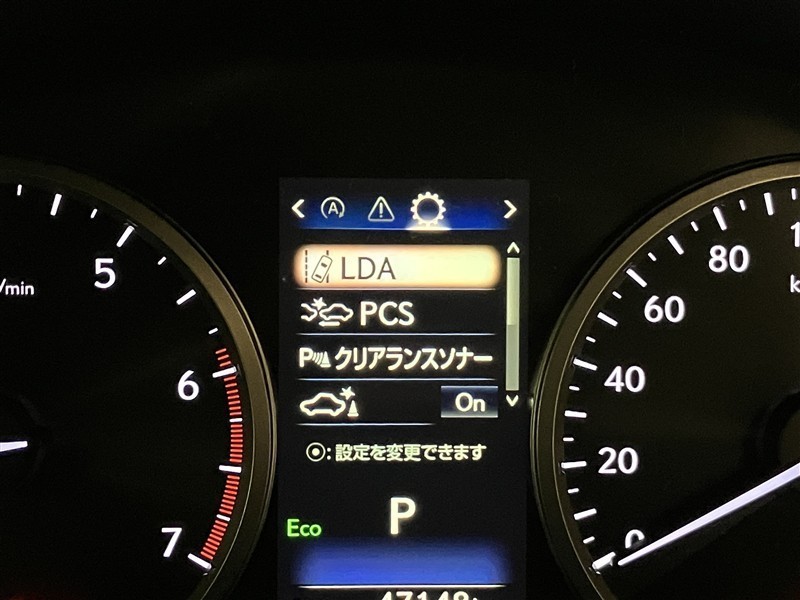 LDA
PCS
P クリアランスソナー
On
: 設定を変更できます
P
Eco
5
/min
6
7
80
60
40
20
0